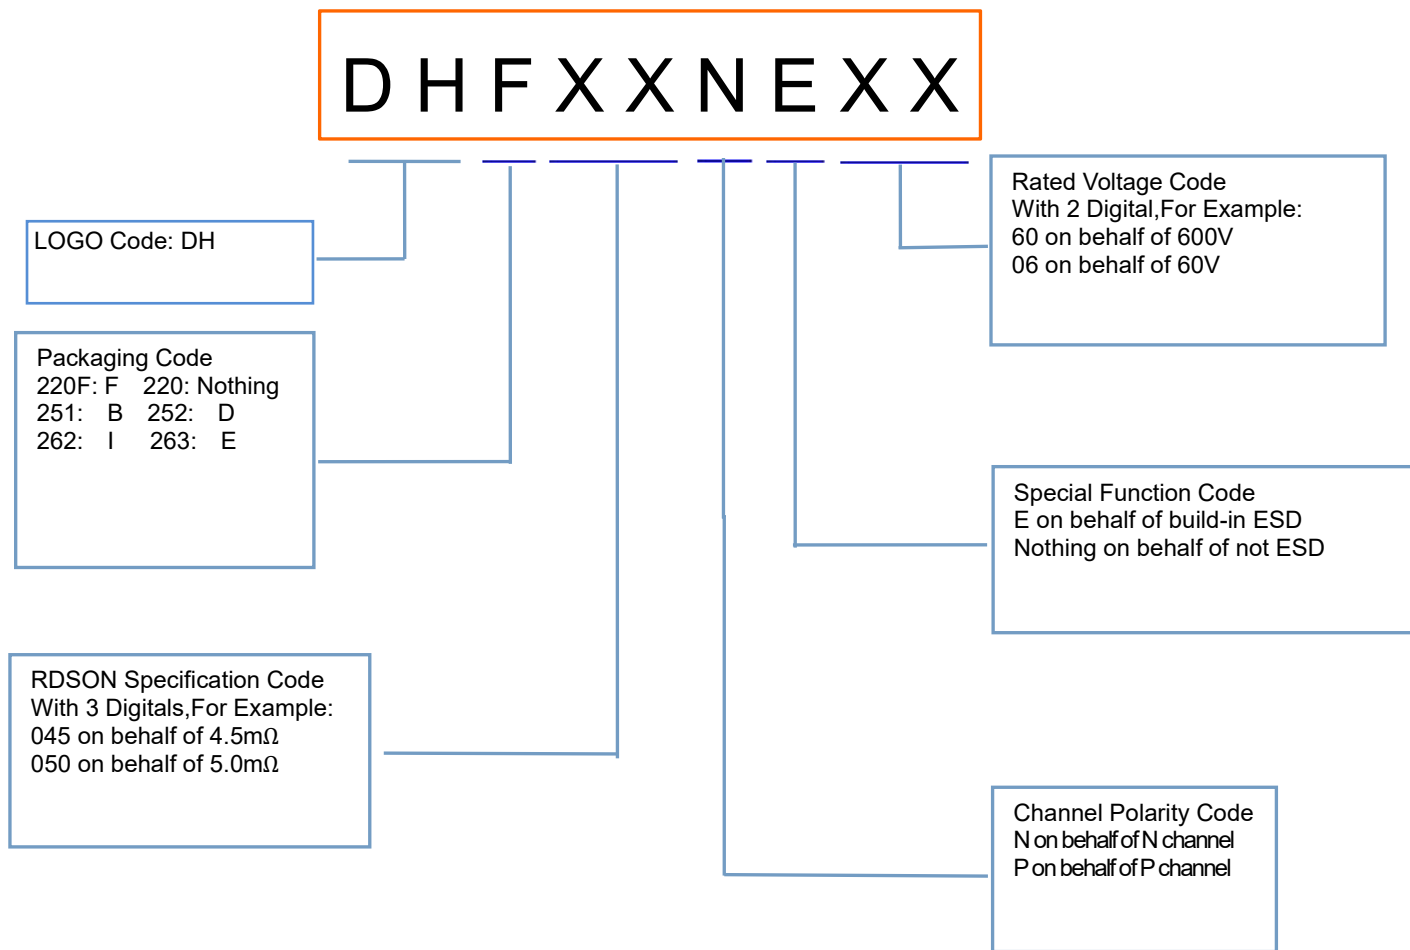 D H F X X N E X X
LOGO Code: DH
Packaging Code
220F: F 220: Nothing
251: B 252: D
262: I 263: E
RDSON Specification Code
With 3 Digitals,For Example:
045 on behalf of 4.5mΩ
050 on behalf of 5.0mΩ
Rated Voltage Code
With 2 Digital,For Example:
60 on behalf of 600V
06 on behalf of 60V
Special Function Code
E on behalf of build-in ESD
Nothing on behalf of not ESD
Channel Polarity Code
N on behalf of N channel
P on behalf of P channel